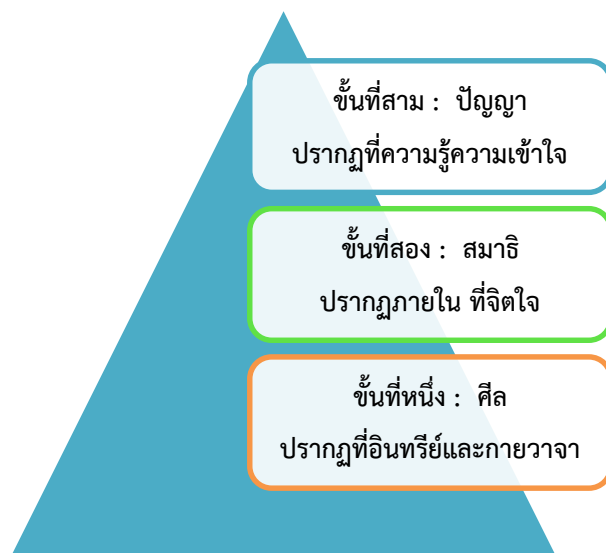 ขั้นที่สาม : ปัญญา
ปรากฏที่ความรู้ความเข้าใจ
ขั้นที่สอง : สมาธิ
ปรากฏภายใน ที่จิตใจ
ขั้นที่หนึ่ง : ศีล
ปรากฏที่อินทรีย์และกายวาจา